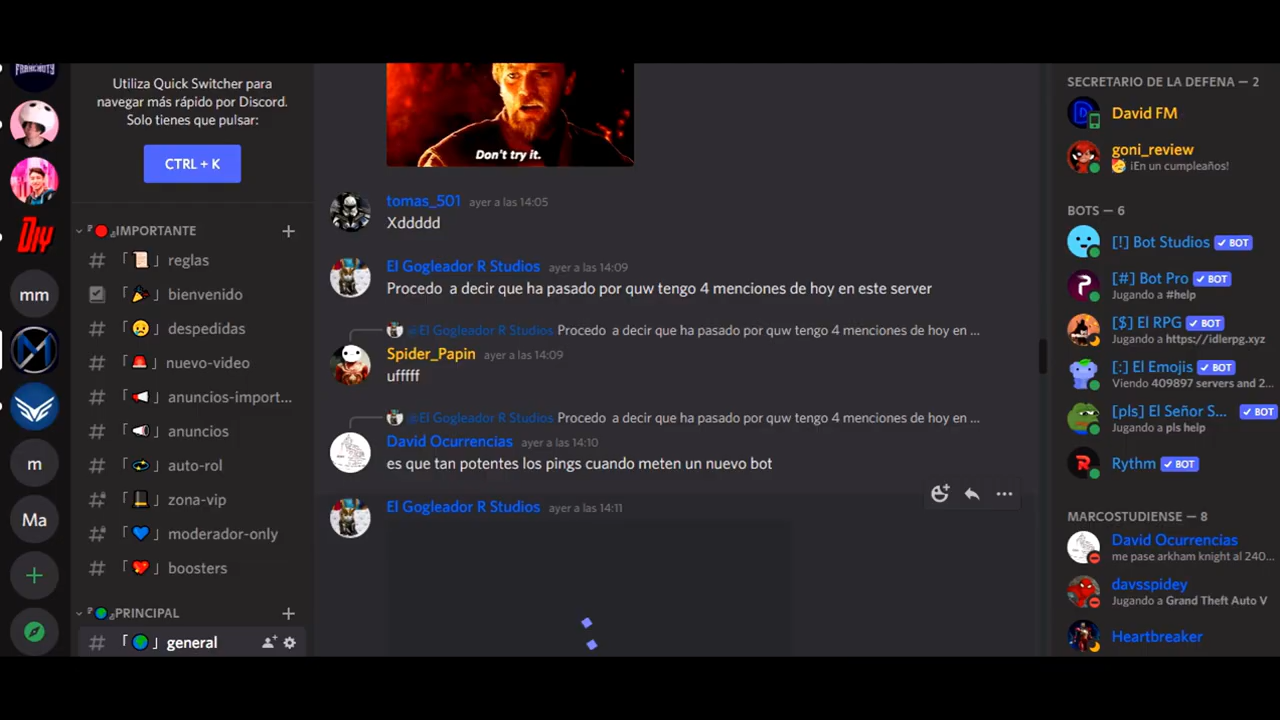 FRANCHUTY
mm
m
Ma
Utiliza Quick Switcher para
navegar más rápido por Discord.
Solo tienes que pulsar:
CTRL + K
IMPORTANTE
reglas
bienvenido
despedidas
nuevo-video
anuncios-import...
anuncios
auto-rol
zona-vip
moderador-only
boosters
PRINCIPAL
general
Don't try it.
tomas_501 ayer a las 14:05
Xddddd
El Gogleador R Studios ayer a las 14:09
Procedo a decir que ha pasado por quw tengo 4 menciones de hoy en este server
@El Gogleador R Studios Procedo a decir que ha pasado por quw tengo 4 menciones de hoy en ...
Spider_Papin ayer a las 14:09
ufffff
@El Gogleador R Studios Procedo a decir que ha pasado por quw tengo 4 menciones de hoy en ...
David Ocurrencias ayer a las 14:10
es que tan potentes los pings cuando meten un nuevo bot
El Gogleador R Studios ayer a las 14:11
SECRETARIO DE LA DEFENA — 2
David FM
goni_review
¡En un cumpleaños!
BOTS — 6
[!] Bot Studios ✓ BOT
[#] Bot Pro ✓ BOT
Jugando a #help
[$] El RPG ✓ BOT
Jugando a https://idlerpg.xyz
[:] El Emojis ✓ BOT
Viendo 409897 servers and 2...
[pls] El Señor S... ✓ BOT
Jugando a pls help
Rythm ✓ BOT
MARCOSTUDIENSE — 8
David Ocurrencias
me pase arkham knight al 240...
davsspidey
Jugando a Grand Theft Auto V
Heartbreaker